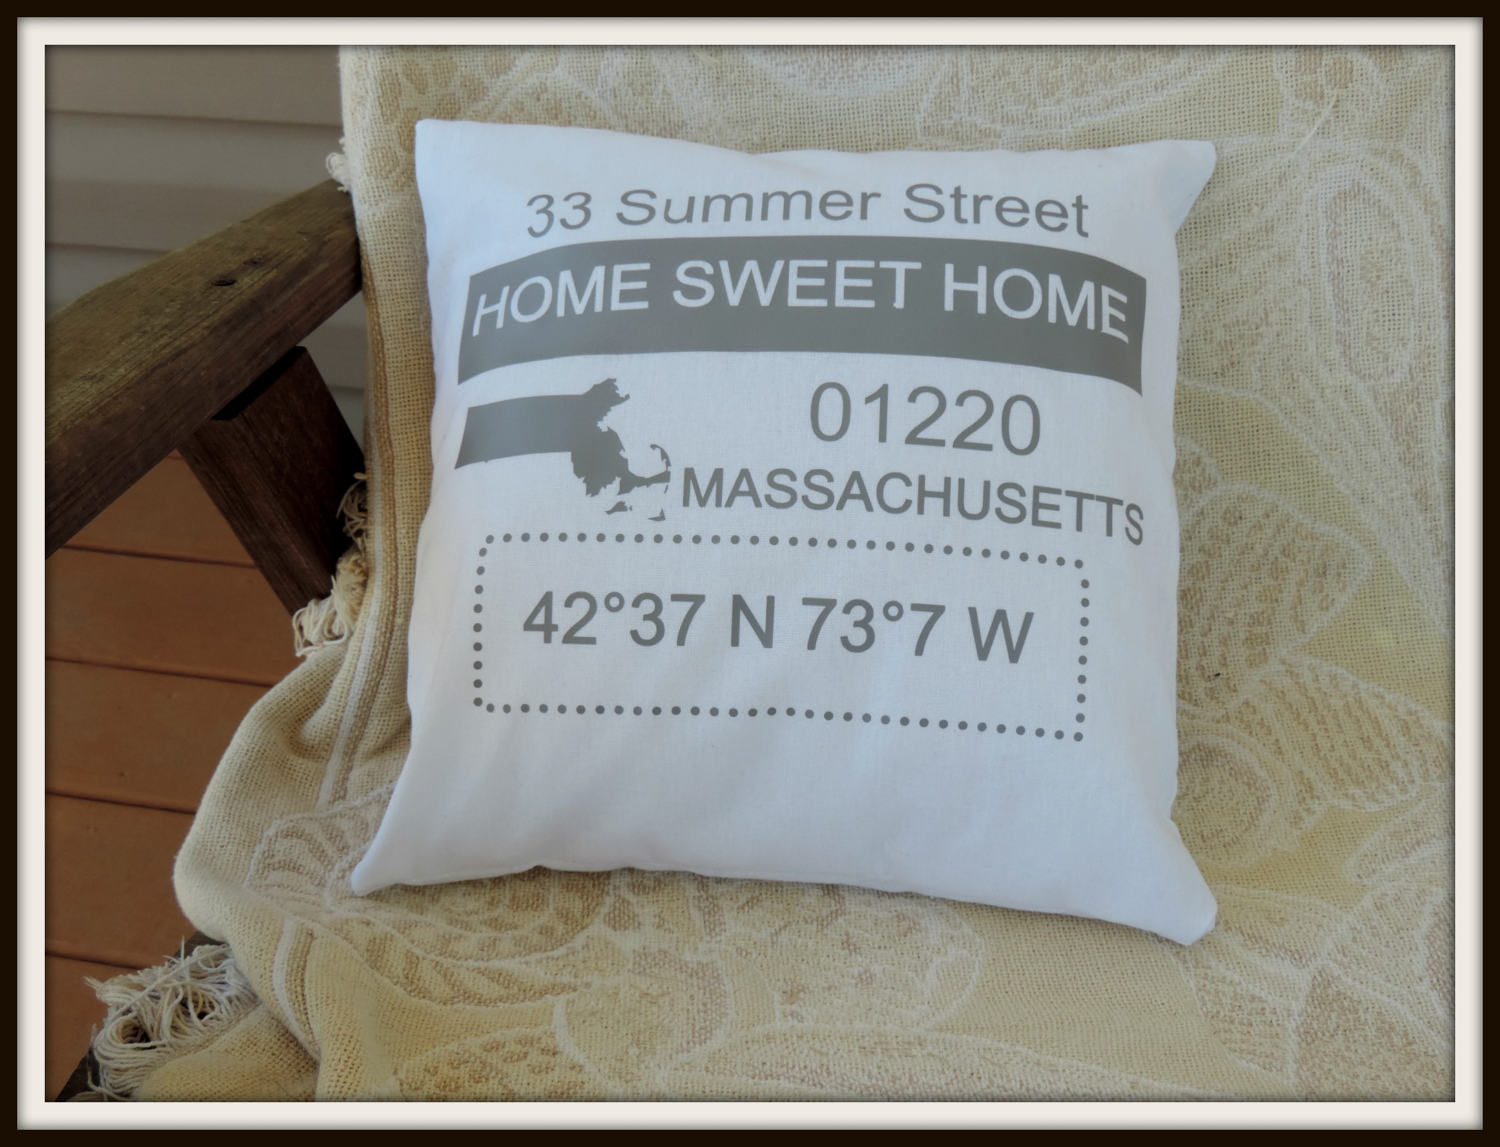 33 Summer Street
HOME SWEET HOME
01220
MASSACHUSETTS
42°37 N 73°7 W